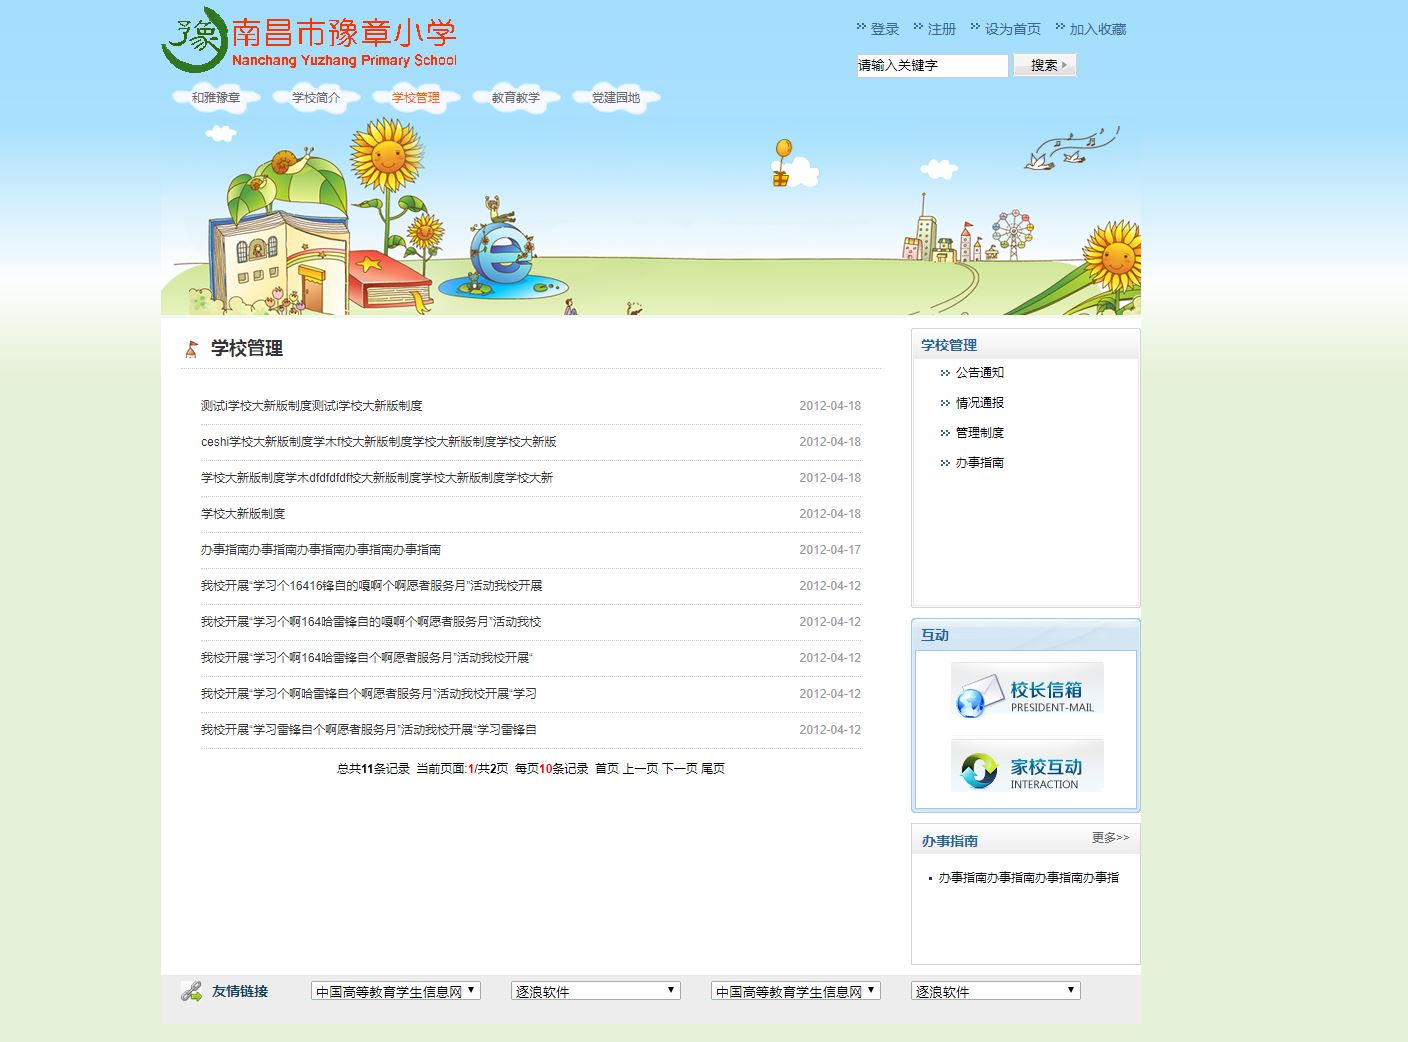 豫
南昌市豫章小学
Nanchang Yuzhang Primary School
登录 注册 设为首页 加入收藏
请输入关键字 搜索
和雅豫章 学校简介 学校管理 教育教学 党建园地
学校管理
测试i学校大新版制度测试i学校大新版制度 2012-04-18
ceshi学校大新版制度学木f校大新版制度学校大新版制度学校大新版 2012-04-18
学校大新版制度学木dfdfdfdf校大新版制度学校大新版制度学校大新 2012-04-18
学校大新版制度 2012-04-18
办事指南办事指南办事指南办事指南办事指南 2012-04-17
我校开展“学习个16416锋自的嘎啊个啊愿者服务月”活动我校开展 2012-04-12
我校开展“学习个啊164哈雷锋自的嘎啊个啊愿者服务月”活动我校 2012-04-12
我校开展“学习个啊164哈雷锋自个啊愿者服务月”活动我校开展“ 2012-04-12
我校开展“学习个啊哈雷锋自个啊愿者服务月”活动我校开展“学习 2012-04-12
我校开展“学习雷锋自个啊愿者服务月”活动我校开展“学习雷锋自 2012-04-12
总共11条记录 当前页面:1/共2页 每页10条记录 首页 上一页 下一页 尾页
学校管理
公告通知
情况通报
管理制度
办事指南
互动
校长信箱
PRESIDENT-MAIL
家校互动
INTERACTION
办事指南 更多>>
办事指南办事指南办事指南办事指
友情链接 中国高等教育学生信息网 逐浪软件 中国高等教育学生信息网 逐浪软件